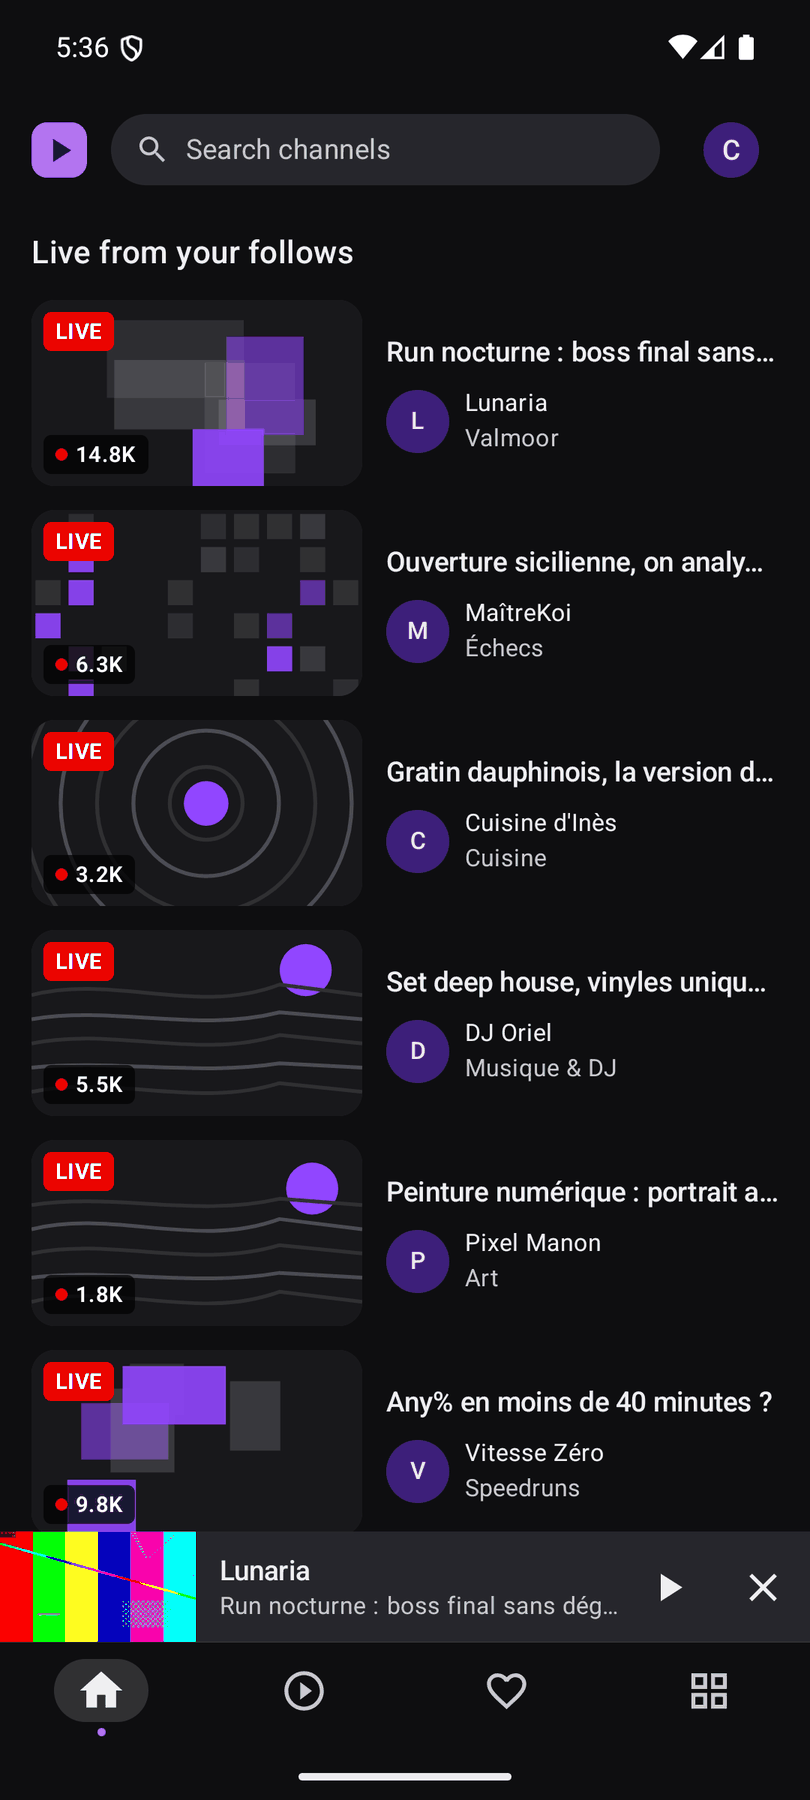 5:36
Search channels
C
Live from your follows
LIVE
14.8K
Run nocturne : boss final sans…
L
Lunaria
Valmoor
LIVE
6.3K
Ouverture sicilienne, on analy…
M
MaîtreKoi
Échecs
LIVE
3.2K
Gratin dauphinois, la version d…
C
Cuisine d'Inès
Cuisine
LIVE
5.5K
Set deep house, vinyles uniqu…
D
DJ Oriel
Musique & DJ
LIVE
1.8K
Peinture numérique : portrait a…
P
Pixel Manon
Art
LIVE
9.8K
Any% en moins de 40 minutes ?
V
Vitesse Zéro
Speedruns
Lunaria
Run nocturne : boss final sans dég…